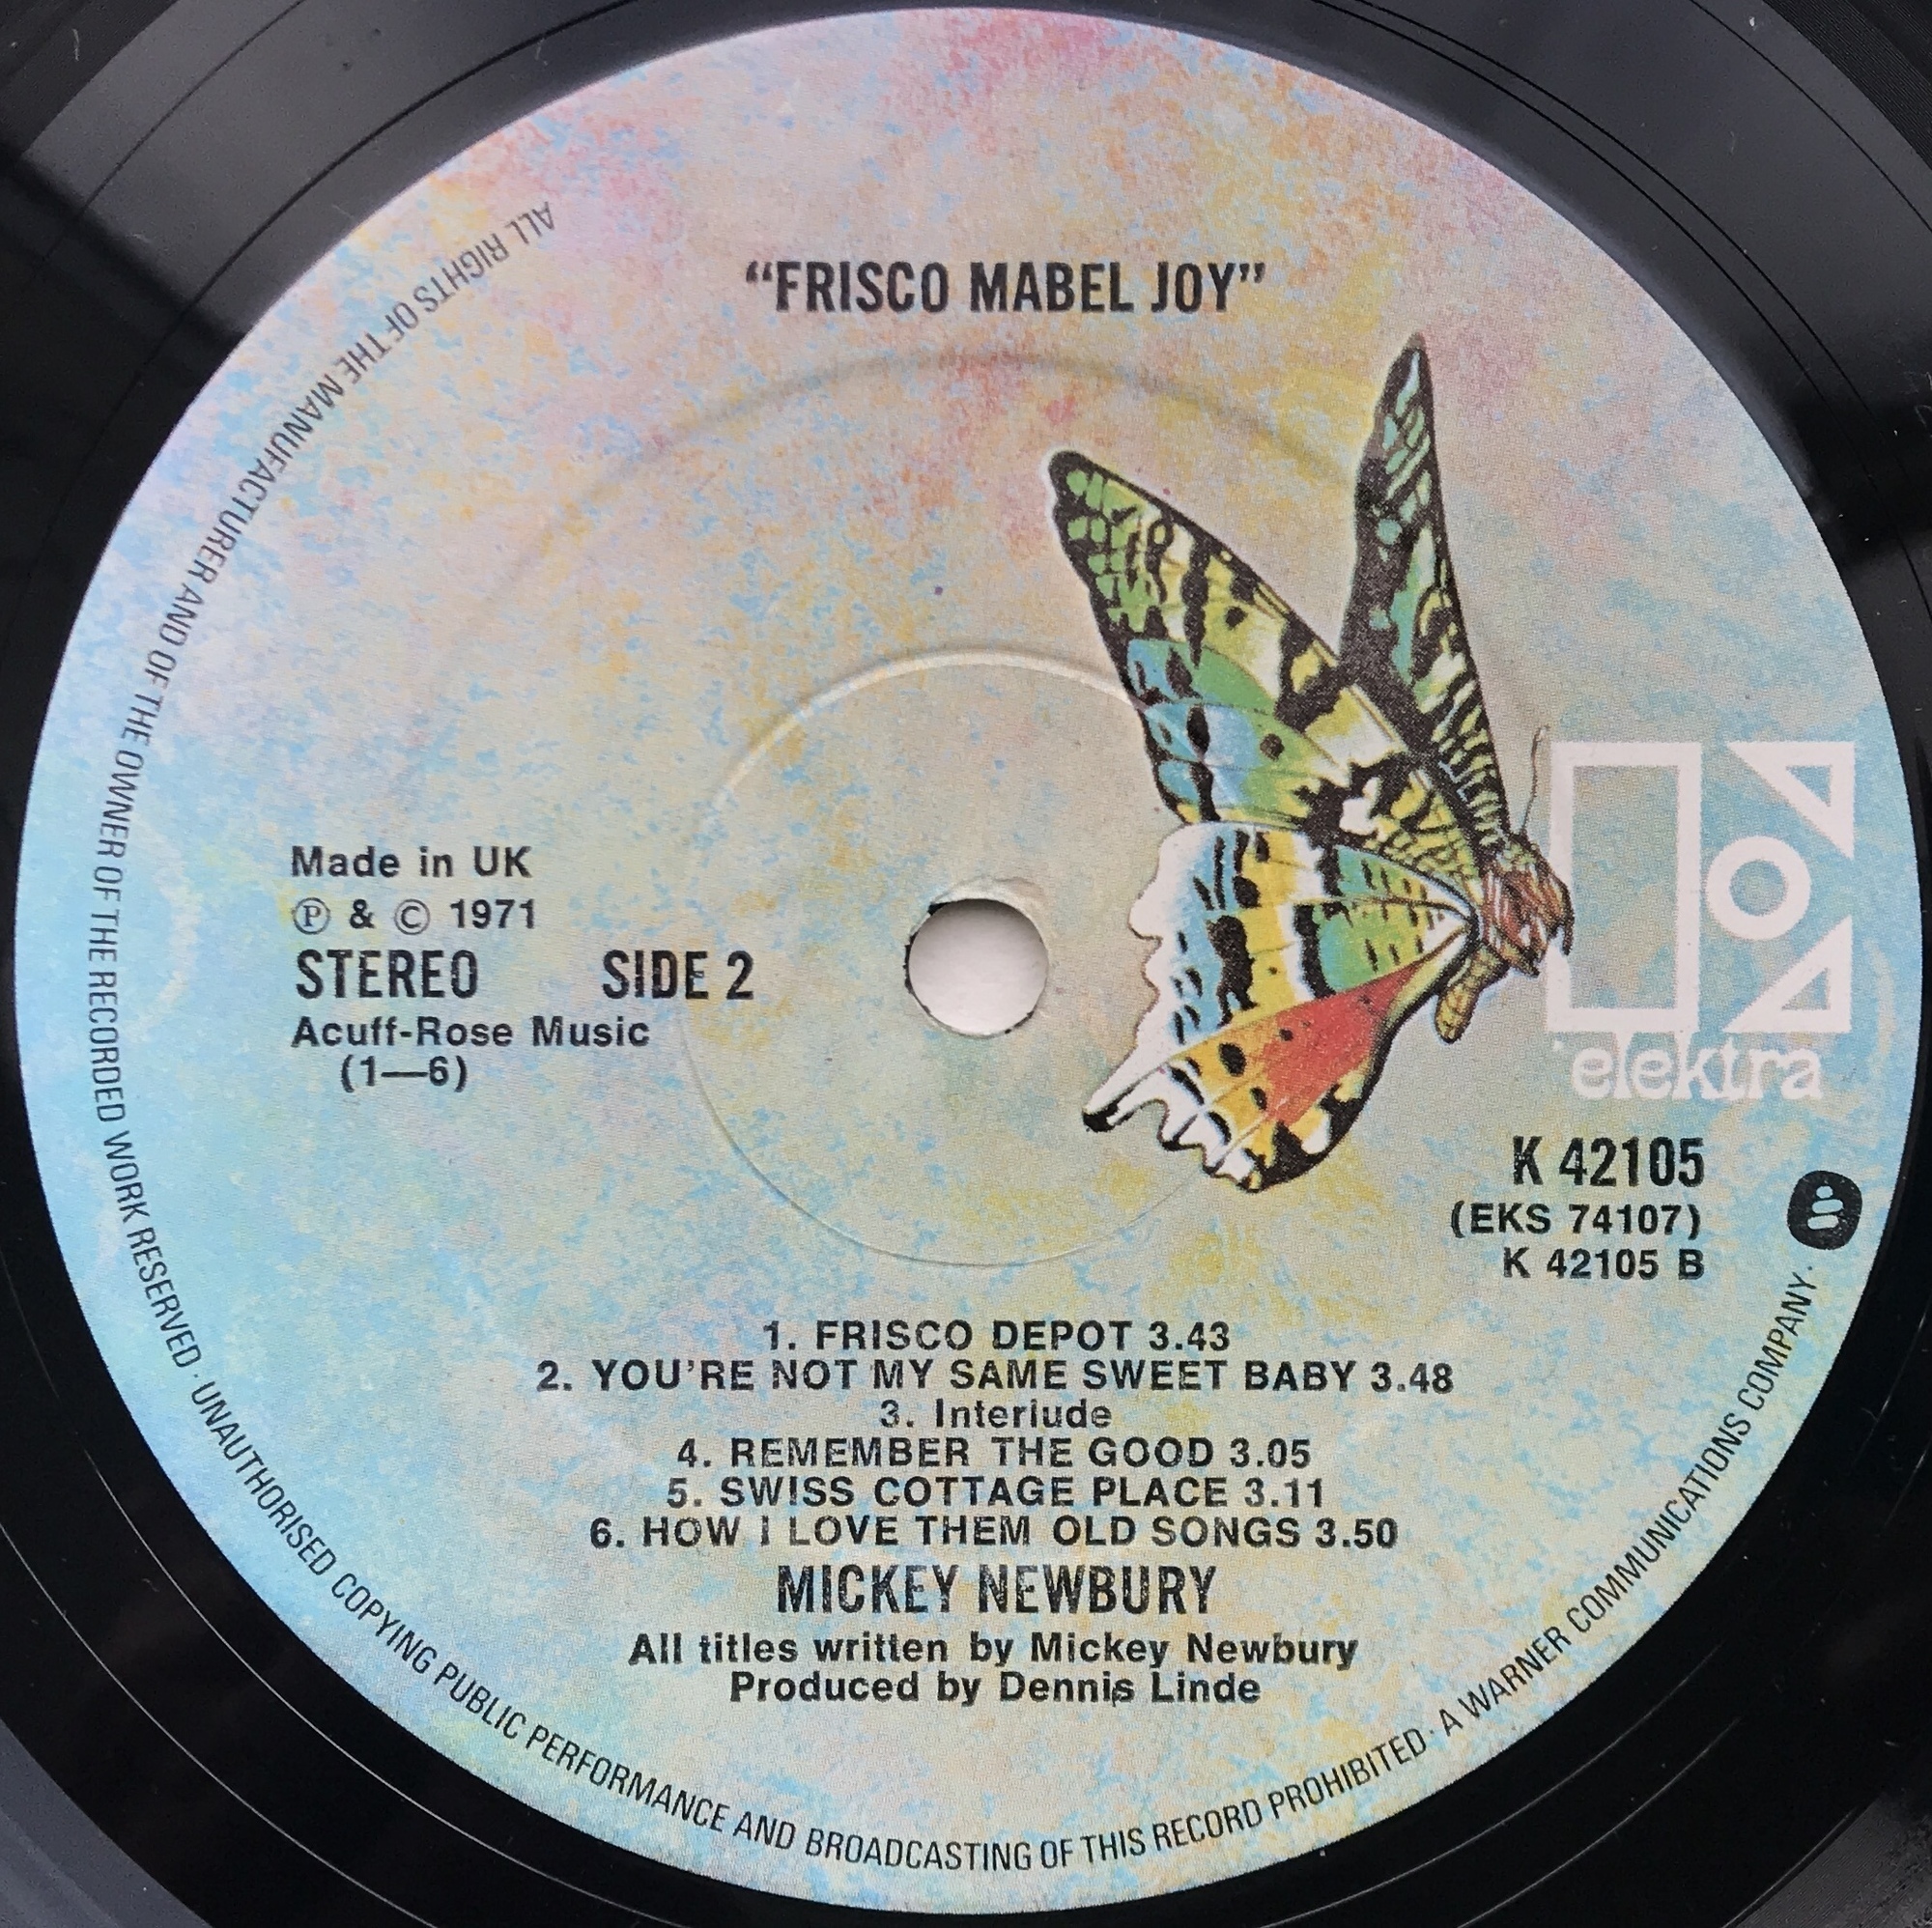 “FRISCO MABEL JOY”
Made in UK
Ⓟ & © 1971
STEREO SIDE 2
Acuff-Rose Music
(1—6)
elektra
K 42105
(EKS 74107)
K 42105 B
1. FRISCO DEPOT 3.43
2. YOU'RE NOT MY SAME SWEET BABY 3.48
3. Interlude
4. REMEMBER THE GOOD 3.05
5. SWISS COTTAGE PLACE 3.11
6. HOW I LOVE THEM OLD SONGS 3.50
MICKEY NEWBURY
All titles written by Mickey Newbury
Produced by Dennis Linde
ALL RIGHTS OF THE MANUFACTURER AND OF THE OWNER OF THE RECORDED WORK RESERVED · UNAUTHORISED COPYING PUBLIC PERFORMANCE AND BROADCASTING OF THIS RECORD PROHIBITED · A WARNER COMMUNICATIONS COMPANY ·